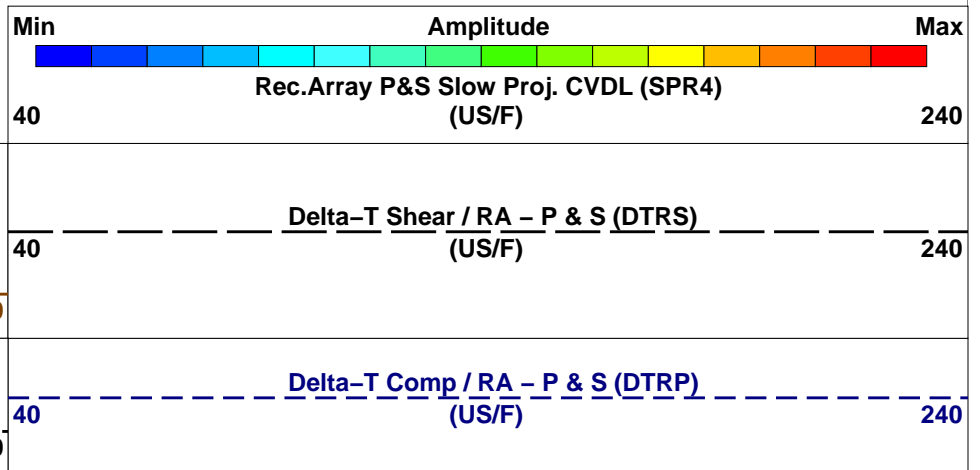 Min Amplitude Max
Rec.Array P&S Slow Proj. CVDL (SPR4)
40 (US/F) 240
Delta–T Shear / RA – P & S (DTRS)
40 (US/F) 240
Delta–T Comp / RA – P & S (DTRP)
40 (US/F) 240